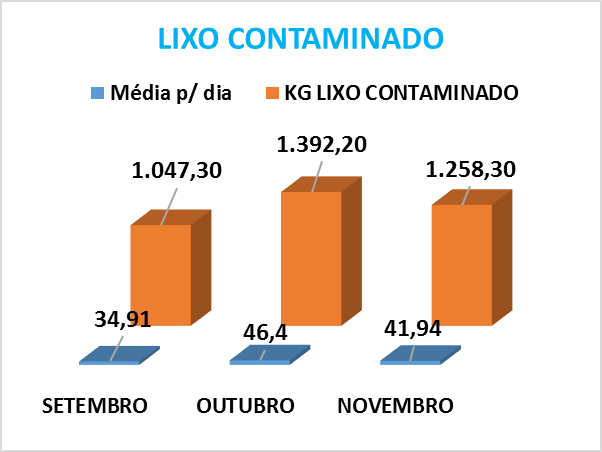 LIXO CONTAMINADO
Média p/ dia KG LIXO CONTAMINADO
1.047,30 1.392,20 1.258,30
34,91 46,4 41,94
SETEMBRO OUTUBRO NOVEMBRO